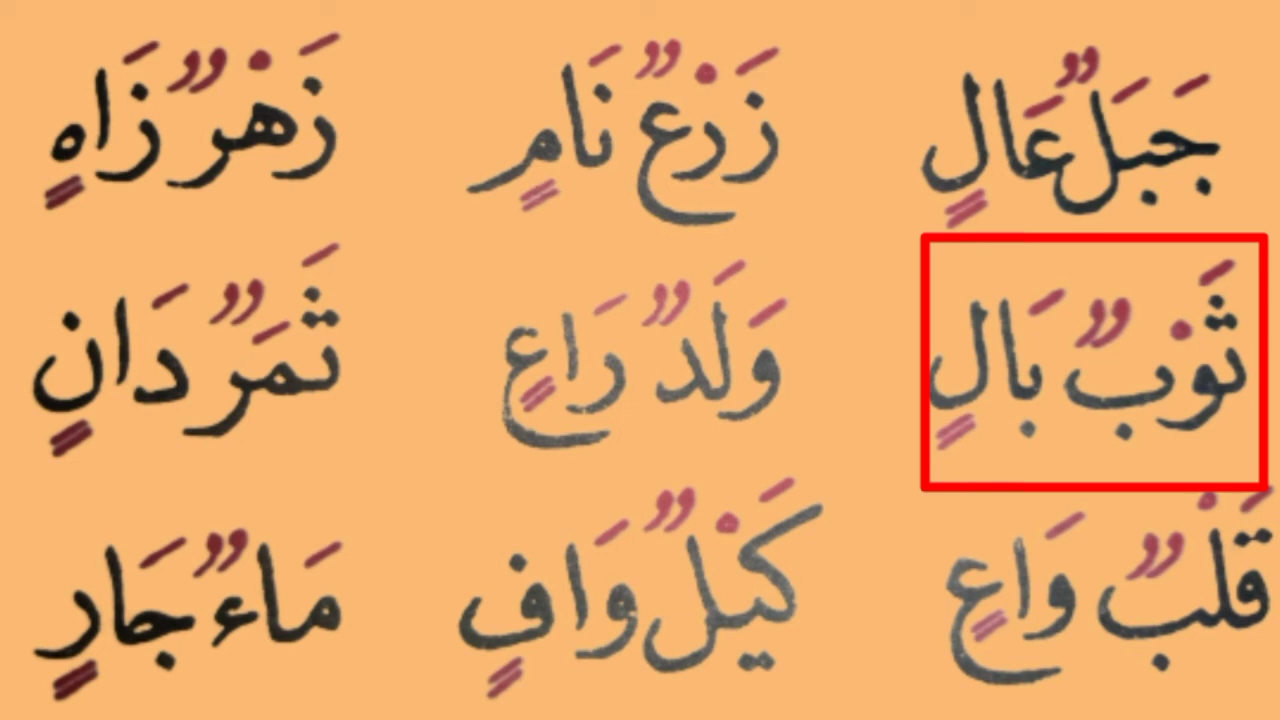 جَبَلٌ عَالٍ زَرْعٌ نَامٍ زَهْرٌ زَاهٍ
ثَوْبٌ بَالٍ وَلَدٌ رَاعٍ ثَمَرٌ دَانٍ
قَلْبٌ وَاعٍ كَيْلٌ وَافٍ مَاءٌ جَارٍ